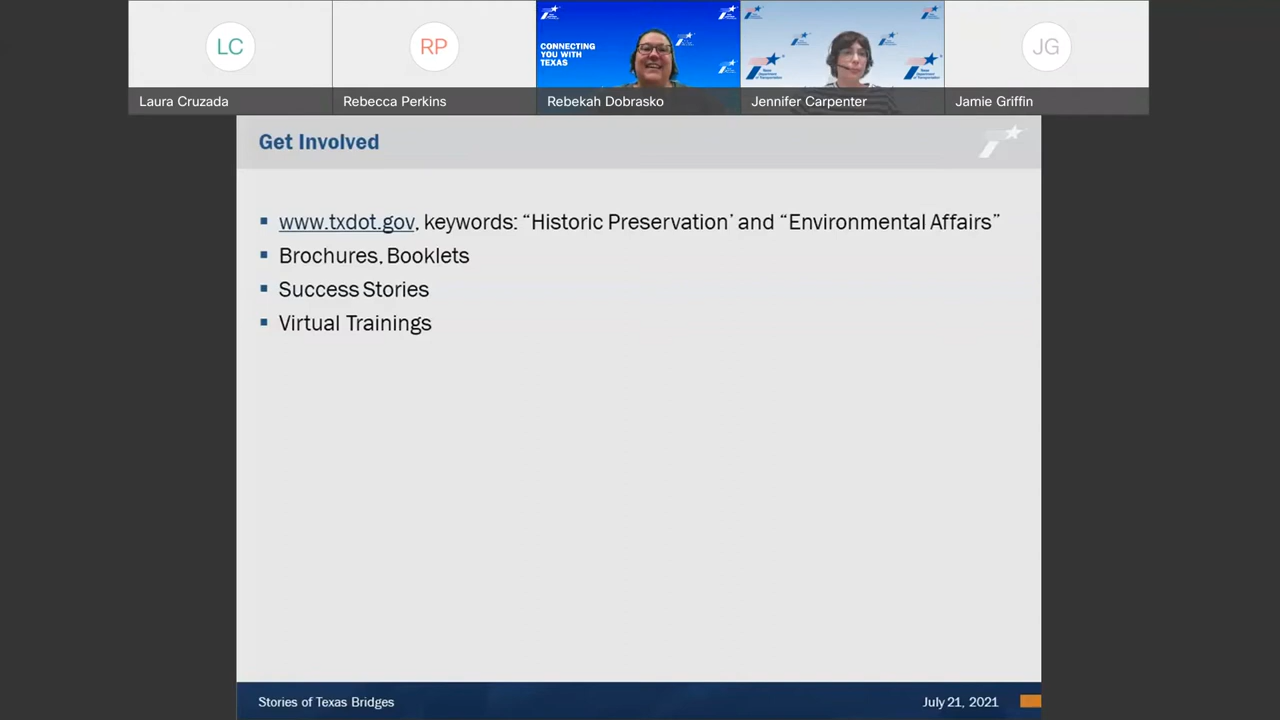 LC
RP
CONNECTING
YOU WITH
TEXAS
JG
Laura Cruzada
Rebecca Perkins
Rebekah Dobrasko
Jennifer Carpenter
Jamie Griffin
Get Involved
▪ www.txdot.gov, keywords: “Historic Preservation’ and “Environmental Affairs”
▪ Brochures, Booklets
▪ Success Stories
▪ Virtual Trainings
Stories of Texas Bridges
July 21, 2021